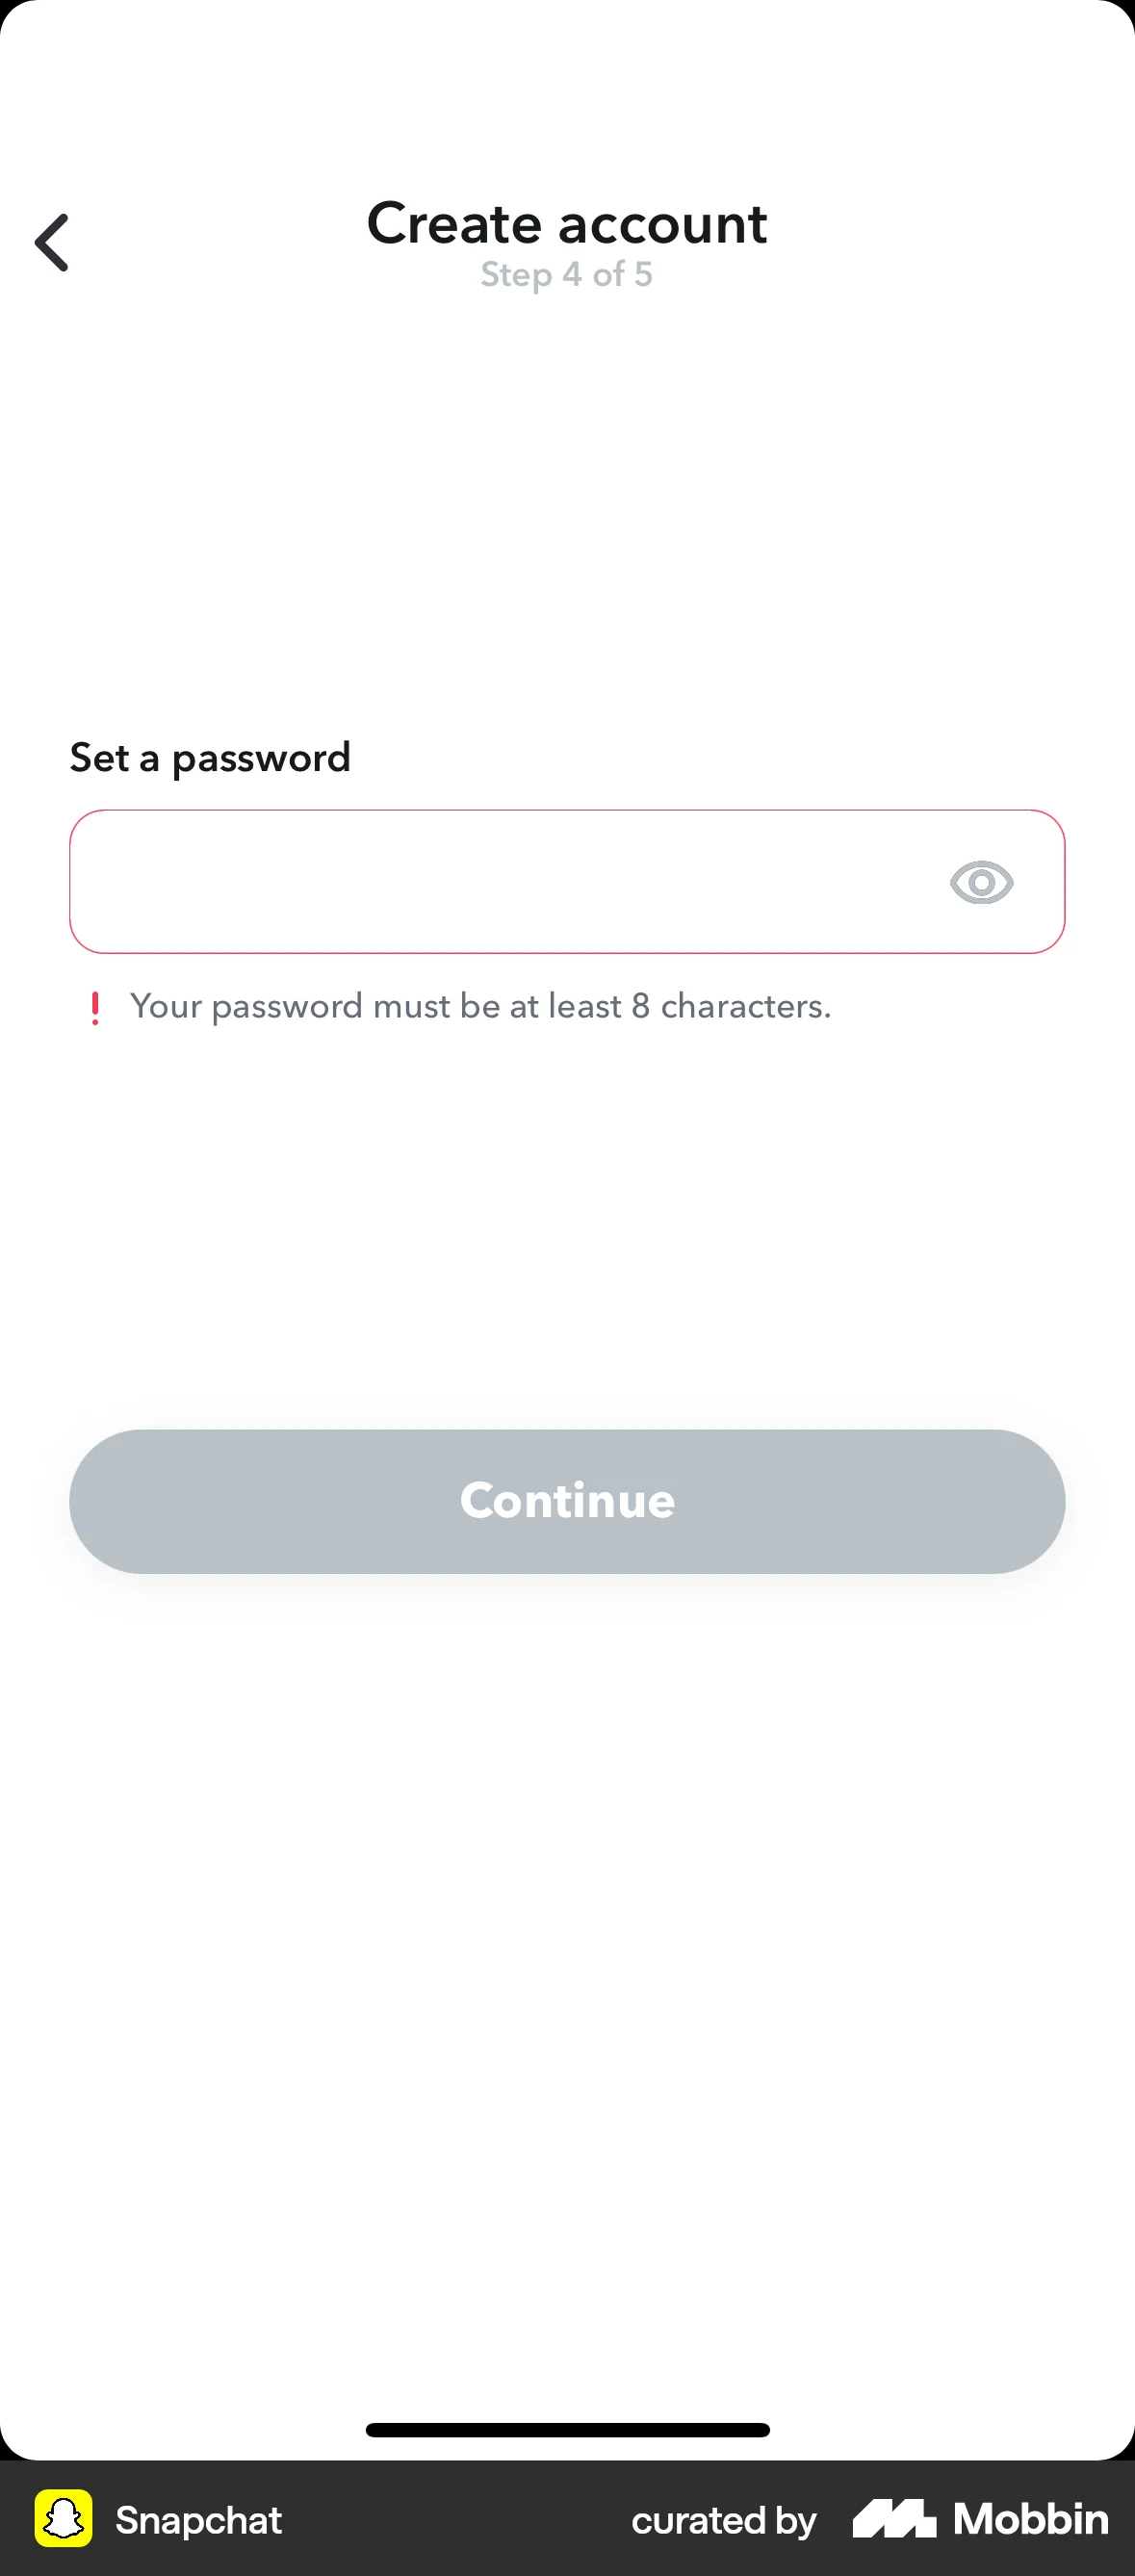 Create account
Step 4 of 5
Set a password
Your password must be at least 8 characters.
Continue
Snapchat
curated by Mobbin